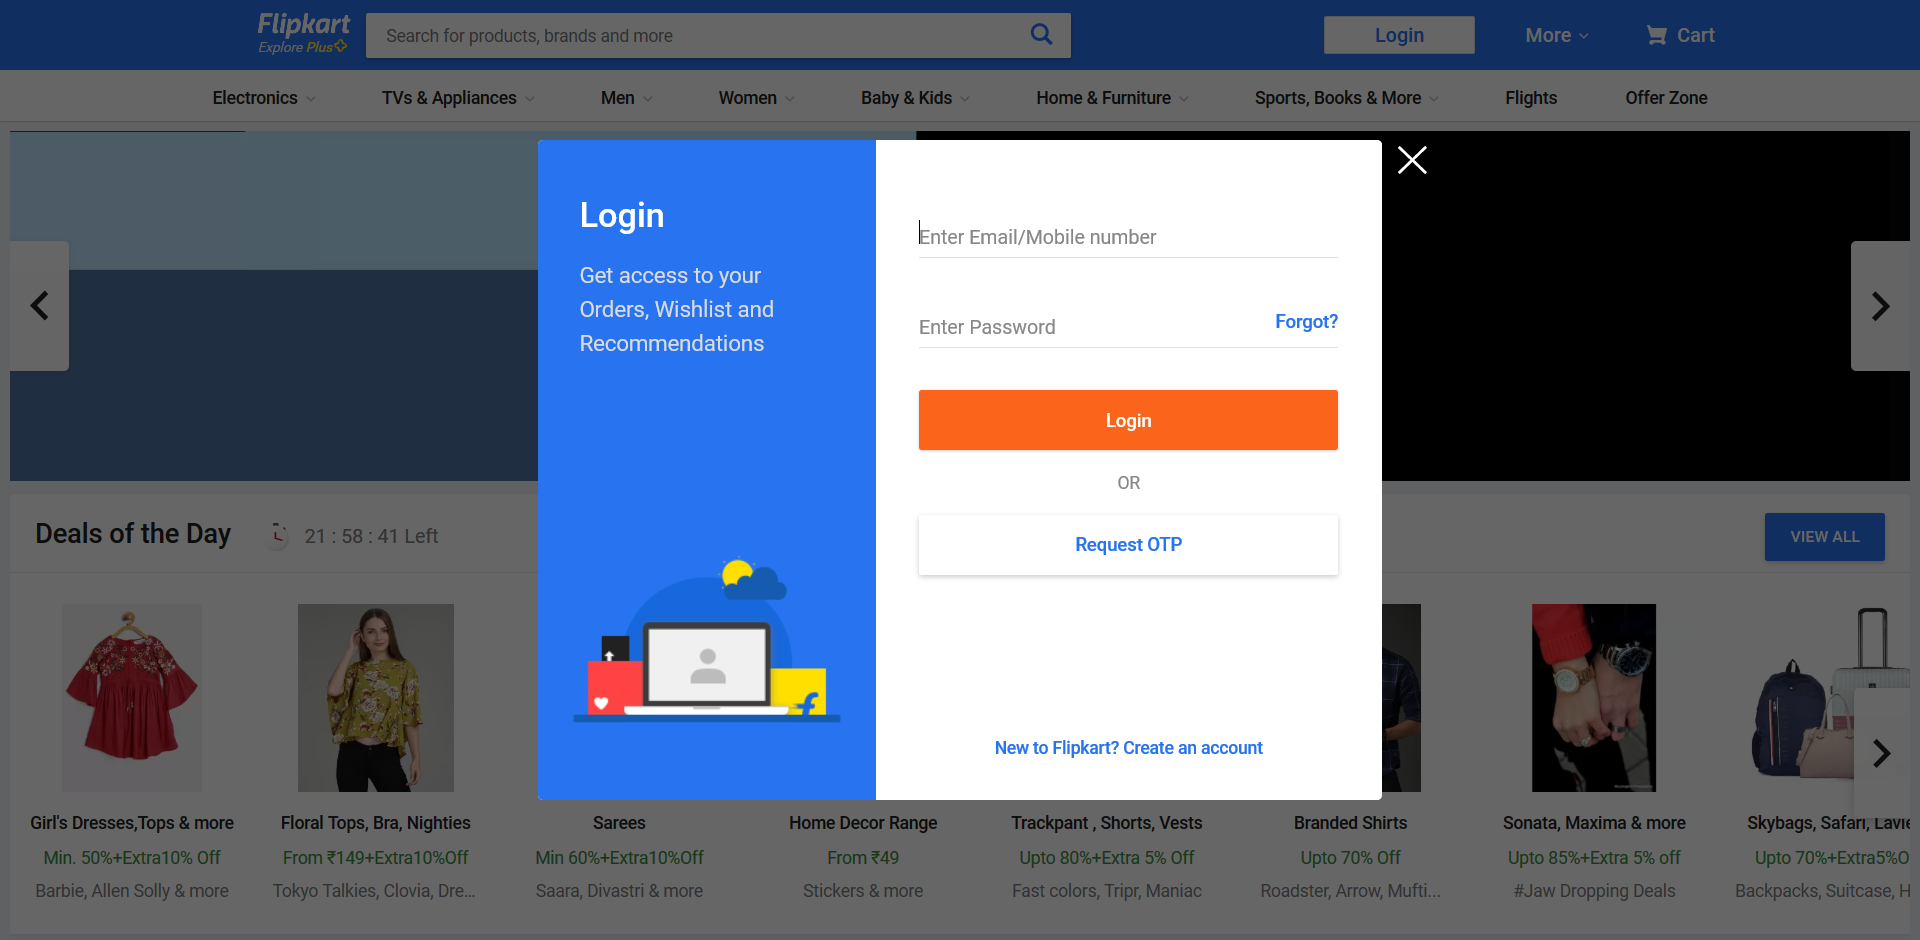 Flipkart
Explore Plus
Search for products, brands and more
Login
More
Cart
Electronics
TVs & Appliances
Men
Women
Baby & Kids
Home & Furniture
Sports, Books & More
Flights
Offer Zone
Login
Get access to your
Orders, Wishlist and
Recommendations
Enter Email/Mobile number
Enter Password
Forgot?
Login
OR
Request OTP
New to Flipkart? Create an account
Deals of the Day
21 : 58 : 41 Left
VIEW ALL
Girl's Dresses,Tops & more
Min. 50%+Extra10% Off
Barbie, Allen Solly & more
Floral Tops, Bra, Nighties
From ₹149+Extra10%Off
Tokyo Talkies, Clovia, Dre...
Sarees
Min 60%+Extra10%Off
Saara, Divastri & more
Home Decor Range
From ₹49
Stickers & more
Trackpant , Shorts, Vests
Upto 80%+Extra 5% Off
Fast colors, Tripr, Maniac
Branded Shirts
Upto 70% Off
Roadster, Arrow, Mufti...
Sonata, Maxima & more
Upto 85%+Extra 5% off
#Jaw Dropping Deals
Skybags, Safari, Lavie
Upto 70%+Extra5%O
Backpacks, Suitcase, H